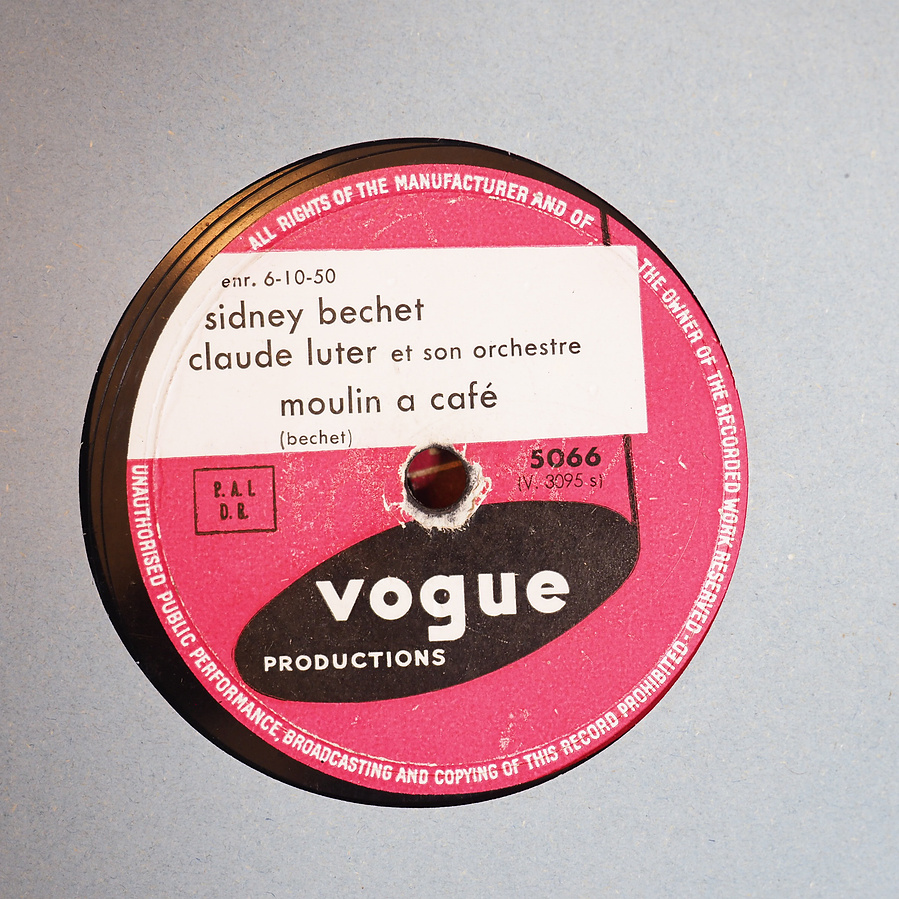 ALL RIGHTS OF THE MANUFACTURER AND OF THE OWNER OF THE RECORDED WORK RESERVED - UNAUTHORISED PUBLIC PERFORMANCE, BROADCASTING AND COPYING OF THIS RECORD PROHIBITED-
enr. 6-10-50
sidney bechet
claude luter et son orchestre
moulin a café
(bechet)
5066
(V. 3095 s)
P. A. I.
D. B.
vogue
PRODUCTIONS